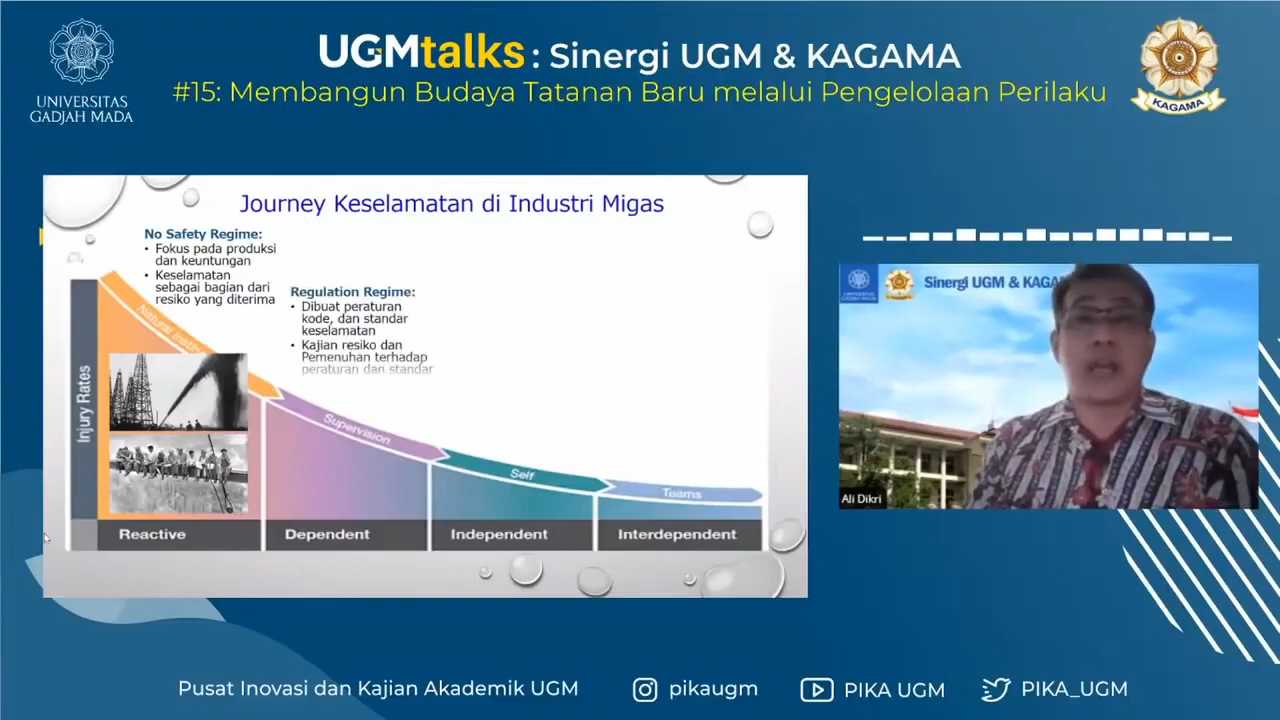 UNIVERSITAS
GADJAH MADA
UGMtalks : Sinergi UGM & KAGAMA
#15: Membangun Budaya Tatanan Baru melalui Pengelolaan Perilaku
KAGAMA
Journey Keselamatan di Industri Migas
No Safety Regime:
• Fokus pada produksi
dan keuntungan
• Keselamatan
sebagai bagian dari
resiko yang diterima
Regulation Regime:
• Dibuat peraturan
kode, dan standar
keselamatan
• Kajian resiko dan
Pemenuhan terhadap
peraturan dan standar
Injury Rates
Natural
Supervision
Self
Teams
Reactive
Dependent
Independent
Interdependent
UNIVERSITAS
GADJAH MADA
Sinergi UGM & KAGA
Ali Dikri
Pusat Inovasi dan Kajian Akademik UGM
pikaugm
PIKA UGM
PIKA_UGM